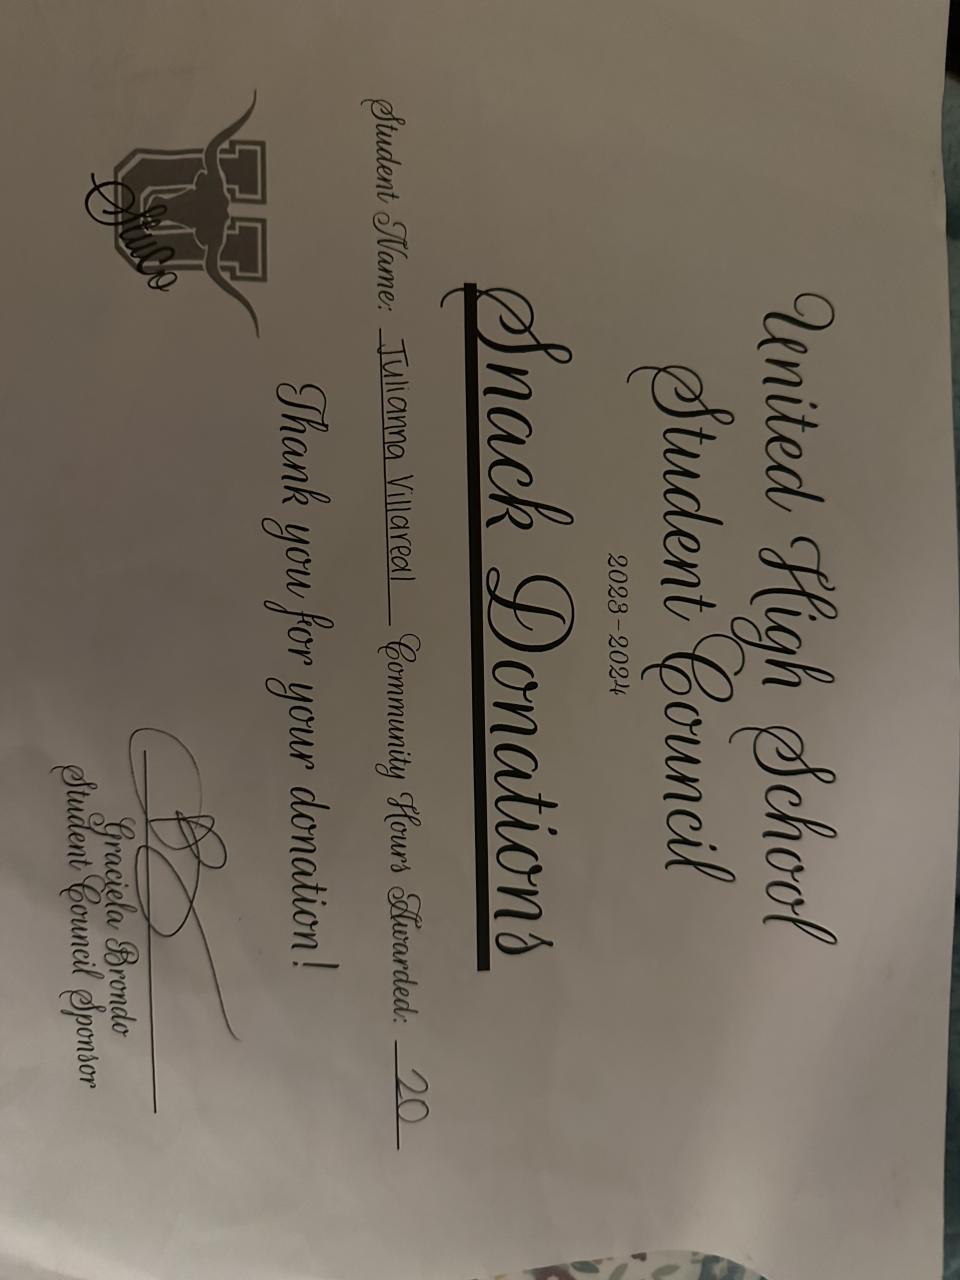 United High School
Student Council
2023-2024
Snack Donations
Student Name: Julianna Villareal Community Hours Awarded: 20
Thank you for your donation!
StuCo
Graciela Brondo
Student Council Sponsor